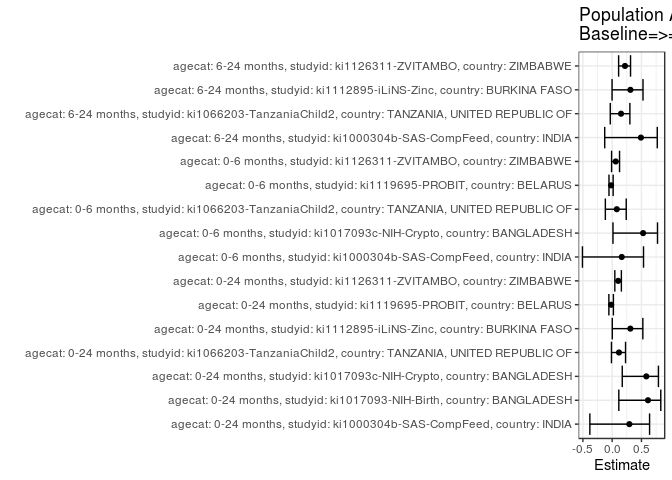 Population
Baseline=>=
agecat: 6-24 months, studyid: ki1126311-ZVITAMBO, country: ZIMBABWE
agecat: 6-24 months, studyid: ki1112895-iLiNS-Zinc, country: BURKINA FASO
agecat: 6-24 months, studyid: ki1066203-TanzaniaChild2, country: TANZANIA, UNITED REPUBLIC OF
agecat: 6-24 months, studyid: ki1000304b-SAS-CompFeed, country: INDIA
agecat: 0-6 months, studyid: ki1126311-ZVITAMBO, country: ZIMBABWE
agecat: 0-6 months, studyid: ki1119695-PROBIT, country: BELARUS
agecat: 0-6 months, studyid: ki1066203-TanzaniaChild2, country: TANZANIA, UNITED REPUBLIC OF
agecat: 0-6 months, studyid: ki1017093c-NIH-Crypto, country: BANGLADESH
agecat: 0-6 months, studyid: ki1000304b-SAS-CompFeed, country: INDIA
agecat: 0-24 months, studyid: ki1126311-ZVITAMBO, country: ZIMBABWE
agecat: 0-24 months, studyid: ki1119695-PROBIT, country: BELARUS
agecat: 0-24 months, studyid: ki1112895-iLiNS-Zinc, country: BURKINA FASO
agecat: 0-24 months, studyid: ki1066203-TanzaniaChild2, country: TANZANIA, UNITED REPUBLIC OF
agecat: 0-24 months, studyid: ki1017093c-NIH-Crypto, country: BANGLADESH
agecat: 0-24 months, studyid: ki1017093-NIH-Birth, country: BANGLADESH
agecat: 0-24 months, studyid: ki1000304b-SAS-CompFeed, country: INDIA
-0.5 0.0 0.5
Estimate